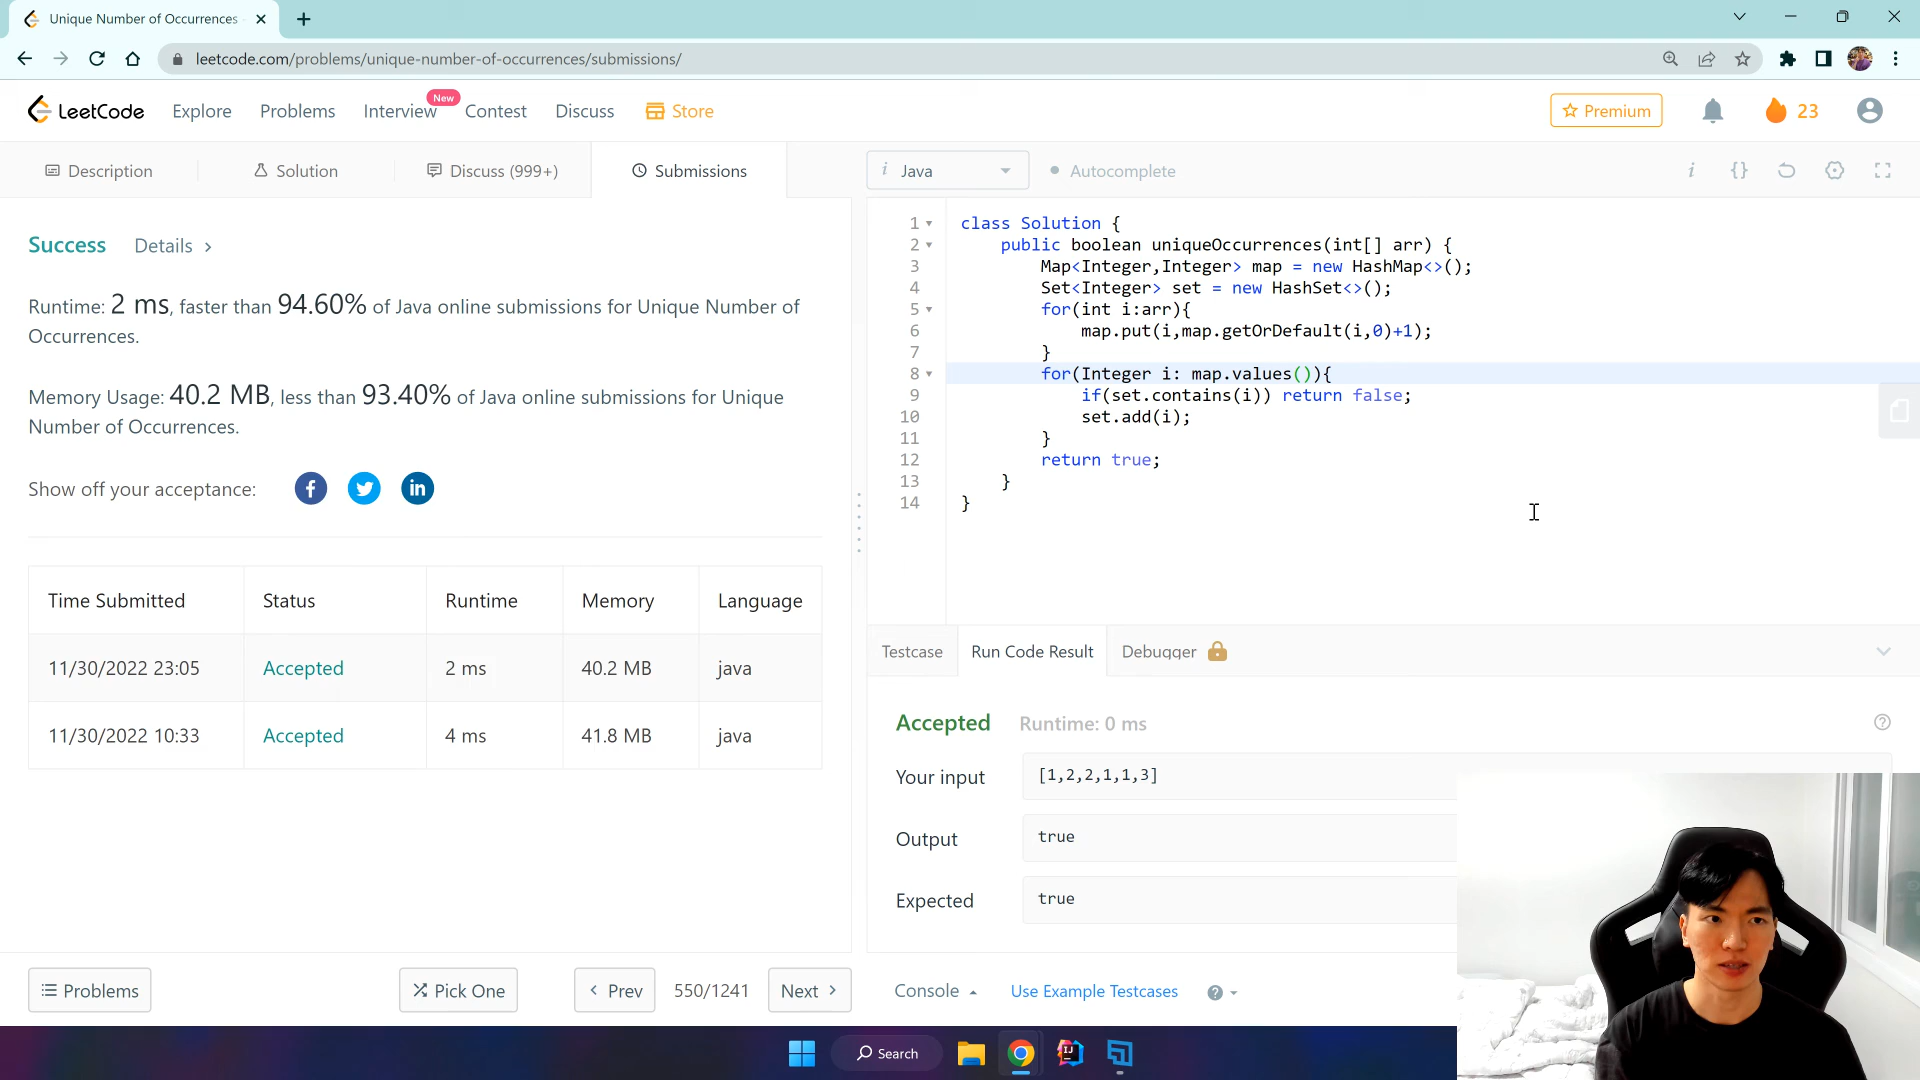 Unique Number of Occurrences
leetcode.com/problems/unique-number-of-occurrences/submissions/
LeetCode
Explore
Problems
Interview
New
Contest
Discuss
Store
Premium
23
Description
Solution
Discuss (999+)
Submissions
i Java
Autocomplete
i
{}
Success
Details >
Runtime: 2 ms, faster than 94.60% of Java online submissions for Unique Number of
Occurrences.
Memory Usage: 40.2 MB, less than 93.40% of Java online submissions for Unique
Number of Occurrences.
Show off your acceptance:
f
in
Time Submitted Status Runtime Memory Language
11/30/2022 23:05 Accepted 2 ms 40.2 MB java
11/30/2022 10:33 Accepted 4 ms 41.8 MB java
Problems
Pick One
< Prev
550/1241
Next >
1 class Solution {
2 public boolean uniqueOccurrences(int[] arr) {
3 Map<Integer,Integer> map = new HashMap<>();
4 Set<Integer> set = new HashSet<>();
5 for(int i:arr){
6 map.put(i,map.getOrDefault(i,0)+1);
7 }
8 for(Integer i: map.values()){
9 if(set.contains(i)) return false;
10 set.add(i);
11 }
12 return true;
13 }
14 }
Testcase
Run Code Result
Debugger
Accepted Runtime: 0 ms
?
Your input [1,2,2,1,1,3]
Output true
Expected true
Console
Use Example Testcases
?
Search
IJ